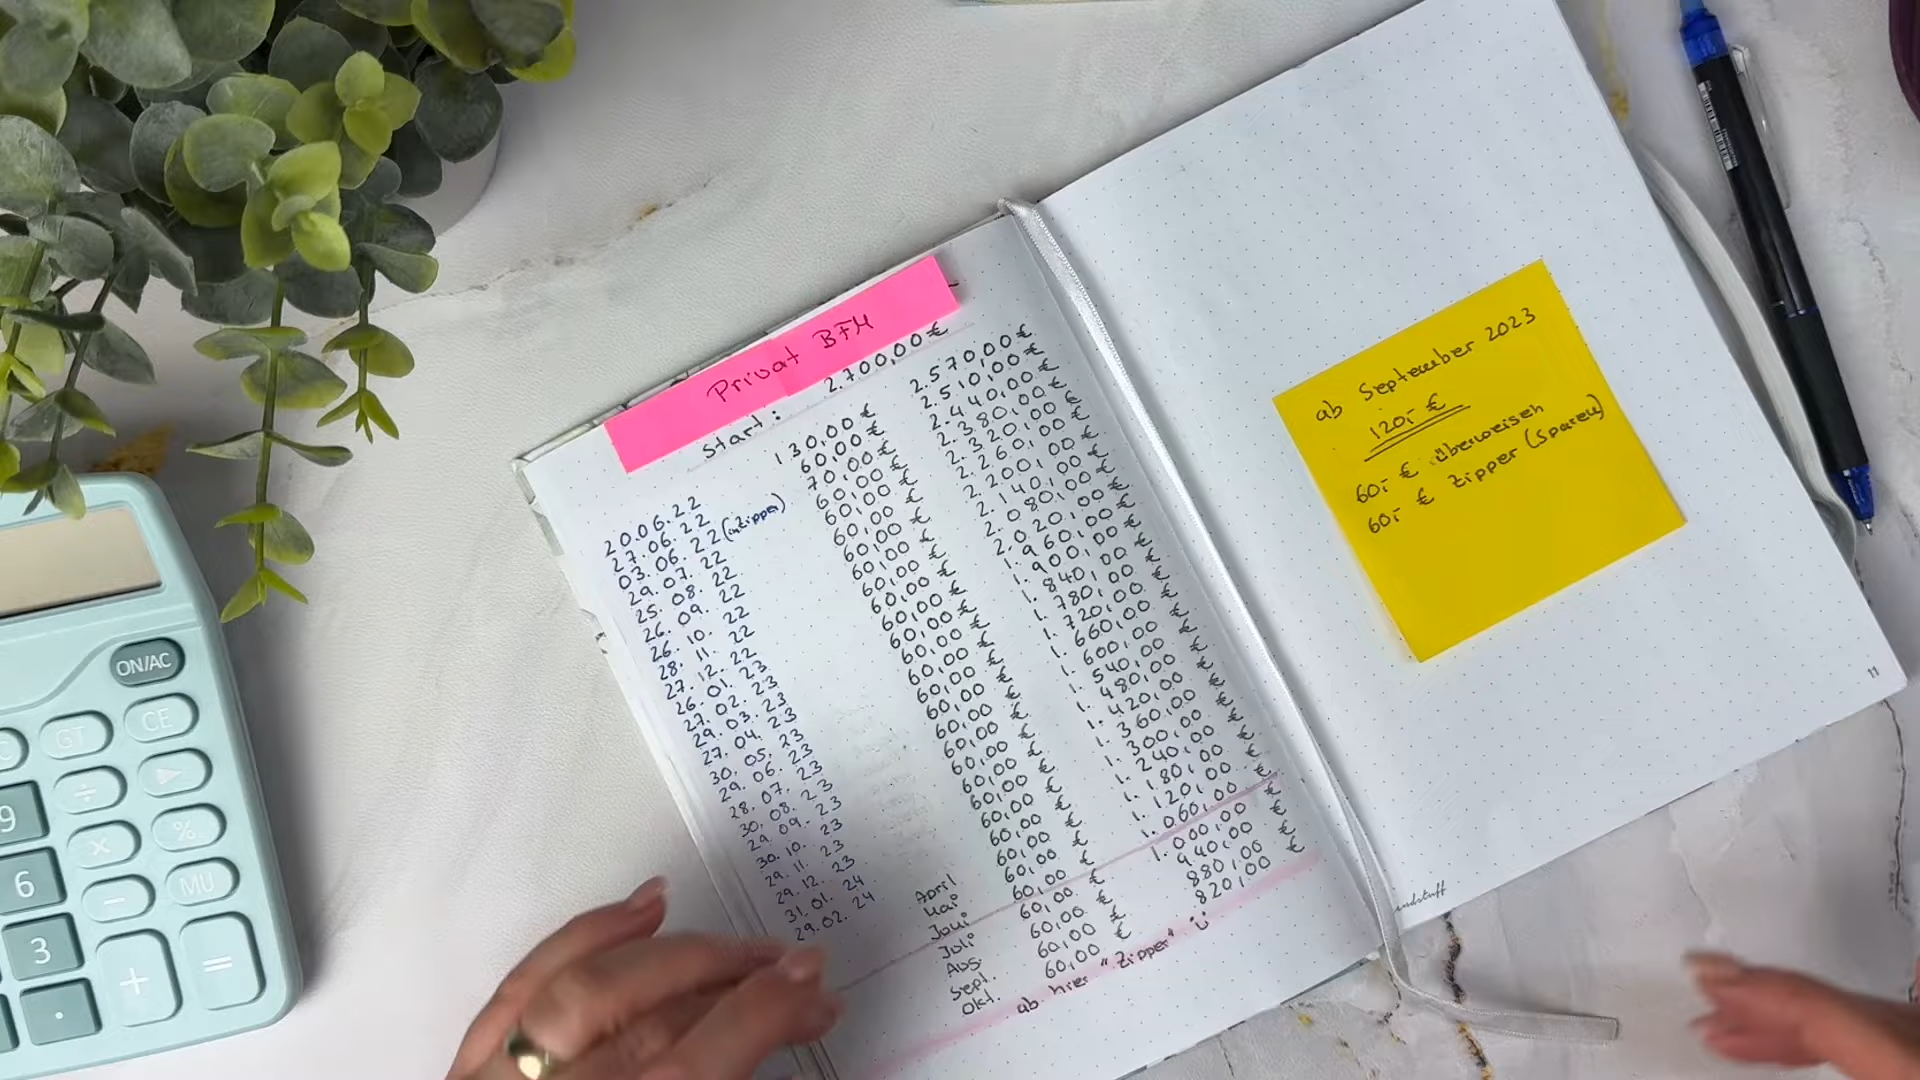 Privat BFM
Start: 2.700,00 €
20.06.22 130,00 € 2.570,00 €
27.06.22 60,00 € 2.510,00 €
03.06.22 (in Zipper) 70,00 € 2.440,00 €
29.07.22 60,00 € 2.380,00 €
25.08.22 60,00 € 2.320,00 €
26.09.22 60,00 € 2.260,00 €
26.10.22 60,00 € 2.200,00 €
28.11.22 60,00 € 2.140,00 €
27.12.22 60,00 € 2.080,00 €
26.01.23 60,00 € 2.020,00 €
27.02.23 60,00 € 1.960,00 €
29.03.23 60,00 € 1.900,00 €
27.04.23 60,00 € 1.840,00 €
30.05.23 60,00 € 1.780,00 €
29.06.23 60,00 € 1.720,00 €
28.07.23 60,00 € 1.660,00 €
30.08.23 60,00 € 1.600,00 €
29.09.23 60,00 € 1.540,00 €
30.10.23 60,00 € 1.480,00 €
29.11.23 60,00 € 1.420,00 €
29.12.23 60,00 € 1.360,00 €
31.01.24 60,00 € 1.300,00 €
29.02.24 60,00 € 1.240,00 €
April 60,00 € 1.180,00 €
Mai 60,00 € 1.120,00 €
Juni 60,00 € 1.060,00 €
Juli 60,00 € 1.000,00 €
Aug. 60,00 € 940,00 €
Sept. 60,00 € 880,00 €
Okt. 60,00 € 820,00 €
ab hier "Zipper" :)
ab September 2023
120,- €
60,- € überweisen
60,- € Zipper (Sparen)
11
ON/AC
GT
CE
÷
▶
9
×
%
6
−
MU
3
+
=
.